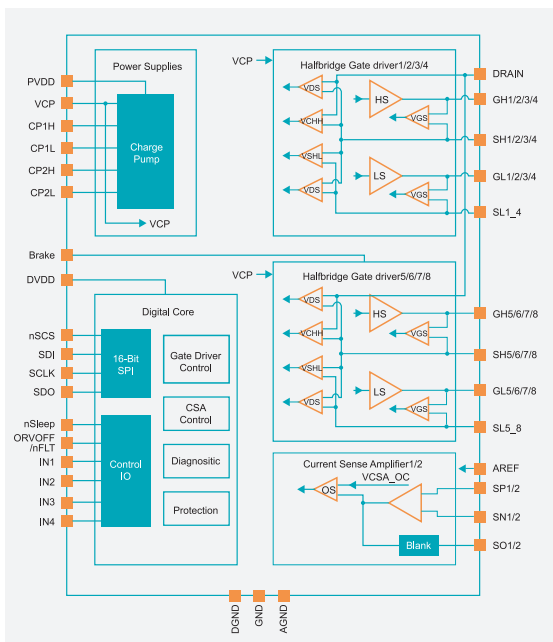 Power Supplies
PVDD
VCP
CP1H
CP1L
CP2H
CP2L
Charge
Pump
VCP
VCP
Halfbridge Gate driver1/2/3/4
VDS
VCHH
VSHL
VDS
HS
VGS
LS
VGS
DRAIN
GH1/2/3/4
SH1/2/3/4
GL1/2/3/4
SL1_4
Brake
DVDD
Digital Core
nSCS
SDI
SCLK
SDO
16-Bit
SPI
Gate Driver
Control
CSA
Control
Diagnositic
Protection
nSleep
ORVOFF
/nFLT
IN1
IN2
IN3
IN4
Control
IO
VCP
Halfbridge Gate driver5/6/7/8
VDS
VCHH
VSHL
VDS
HS
VGS
LS
VGS
GH5/6/7/8
SH5/6/7/8
GL5/6/7/8
SL5_8
Current Sense Amplifier1/2
VCSA_OC
OS
Blank
AREF
SP1/2
SN1/2
SO1/2
DGND
GND
AGND